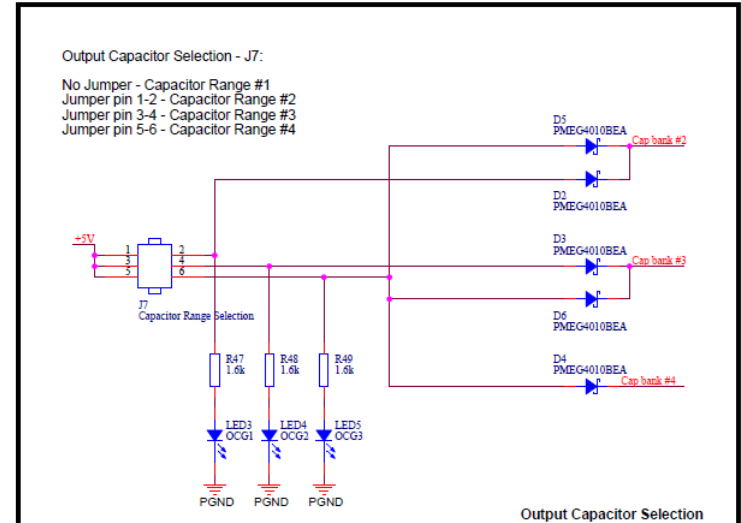 Output Capacitor Selection - J7:
No Jumper - Capacitor Range #1
Jumper pin 1-2 - Capacitor Range #2
Jumper pin 3-4 - Capacitor Range #3
Jumper pin 5-6 - Capacitor Range #4
D5
PMEG4010BEA
Cap bank #2
D2
PMEG4010BEA
+5V
1 2
3 4
5 6
J7
Capacitor Range Selection
D3
PMEG4010BEA
Cap bank #3
D6
PMEG4010BEA
D4
PMEG4010BEA
Cap bank #4
R47
1.6k
R48
1.6k
R49
1.6k
LED3
OCG1
LED4
OCG2
LED5
OCG3
PGND PGND PGND
Output Capacitor Selection